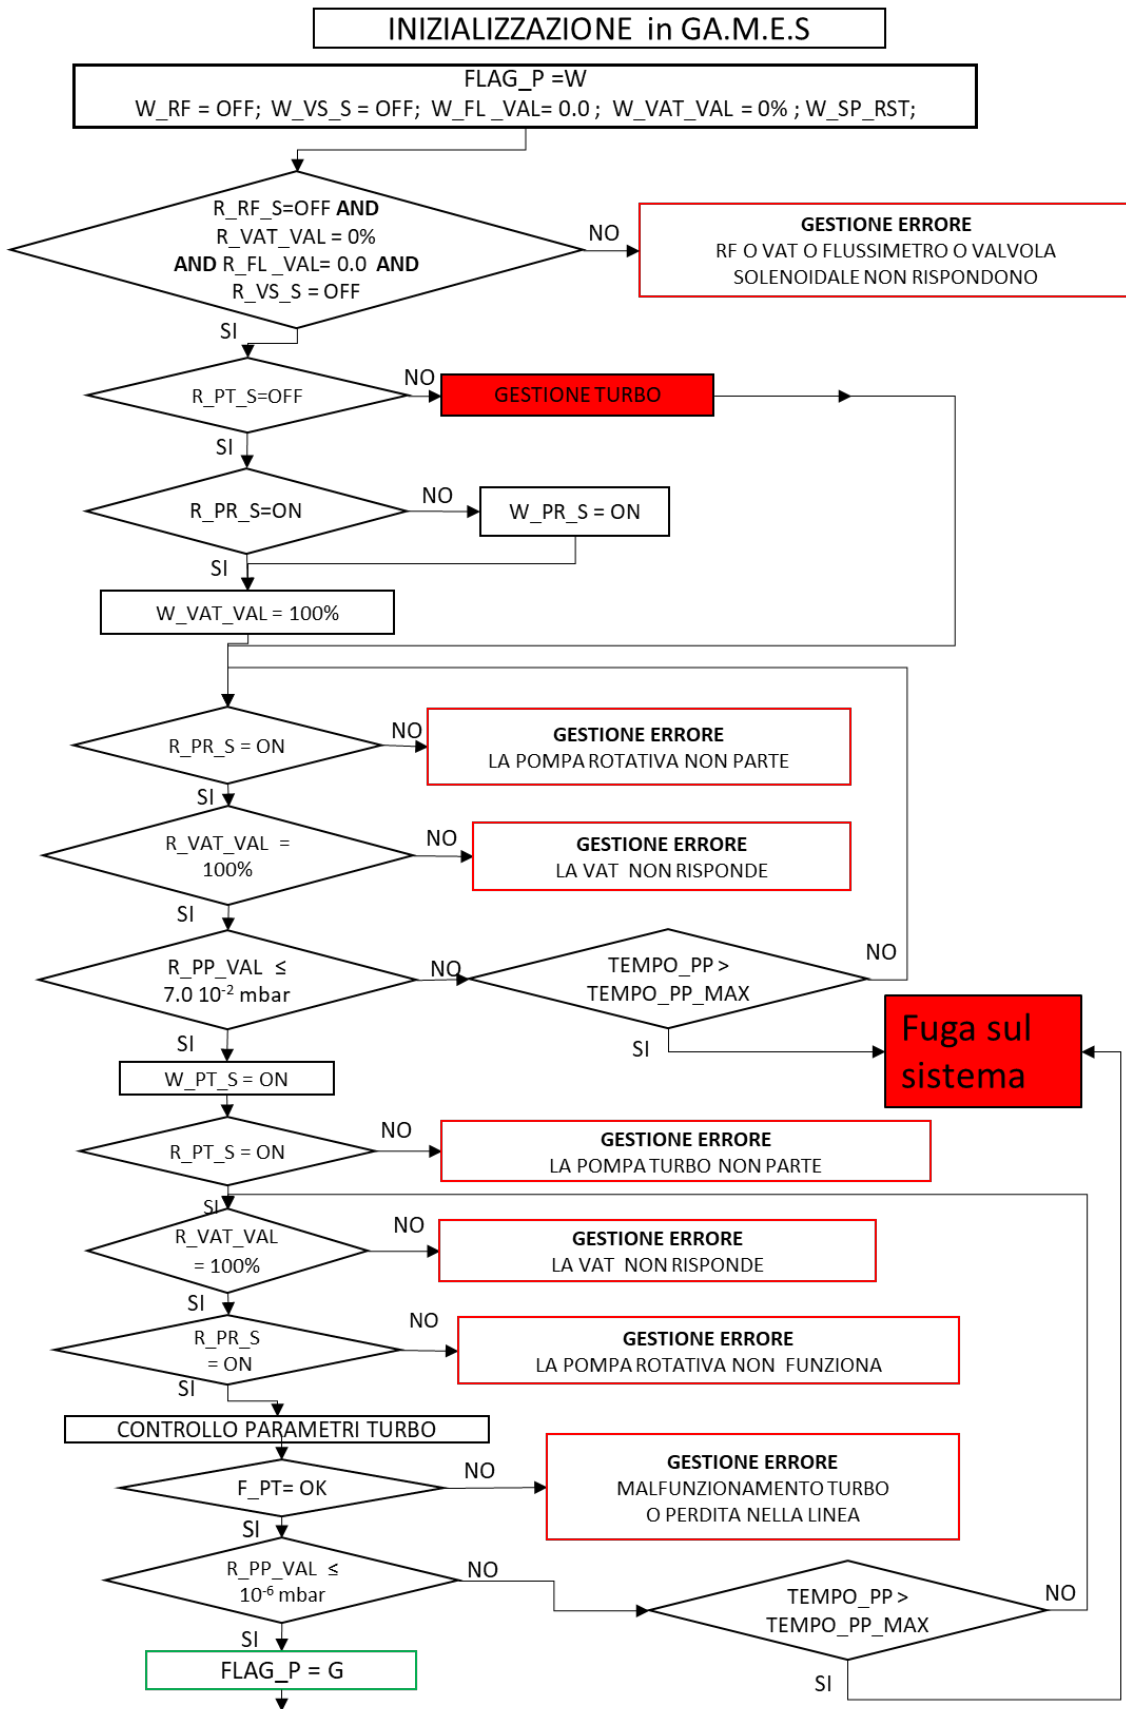 INIZIALIZZAZIONE in GA.M.E.S
FLAG_P =W
W_RF = OFF; W_VS_S = OFF; W_FL _VAL= 0.0 ; W_VAT_VAL = 0% ; W_SP_RST;
R_RF_S=OFF AND
R_VAT_VAL = 0%
AND R_FL _VAL= 0.0 AND
R_VS_S = OFF
NO
GESTIONE ERRORE
RF O VAT O FLUSSIMETRO O VALVOLA
SOLENOIDALE NON RISPONDONO
SI
R_PT_S=OFF
NO
GESTIONE TURBO
SI
R_PR_S=ON
NO
W_PR_S = ON
SI
W_VAT_VAL = 100%
R_PR_S = ON
NO
GESTIONE ERRORE
LA POMPA ROTATIVA NON PARTE
SI
R_VAT_VAL =
100%
NO
GESTIONE ERRORE
LA VAT NON RISPONDE
SI
R_PP_VAL ≤
7.0 10⁻² mbar
NO
TEMPO_PP >
TEMPO_PP_MAX
NO
SI
Fuga sul
sistema
SI
W_PT_S = ON
R_PT_S = ON
NO
GESTIONE ERRORE
LA POMPA TURBO NON PARTE
SI
R_VAT_VAL
= 100%
NO
GESTIONE ERRORE
LA VAT NON RISPONDE
SI
R_PR_S
= ON
NO
GESTIONE ERRORE
LA POMPA ROTATIVA NON FUNZIONA
SI
CONTROLLO PARAMETRI TURBO
F_PT= OK
NO
GESTIONE ERRORE
MALFUNZIONAMENTO TURBO
O PERDITA NELLA LINEA
SI
R_PP_VAL ≤
10⁻⁶ mbar
NO
TEMPO_PP >
TEMPO_PP_MAX
NO
SI
SI
FLAG_P = G